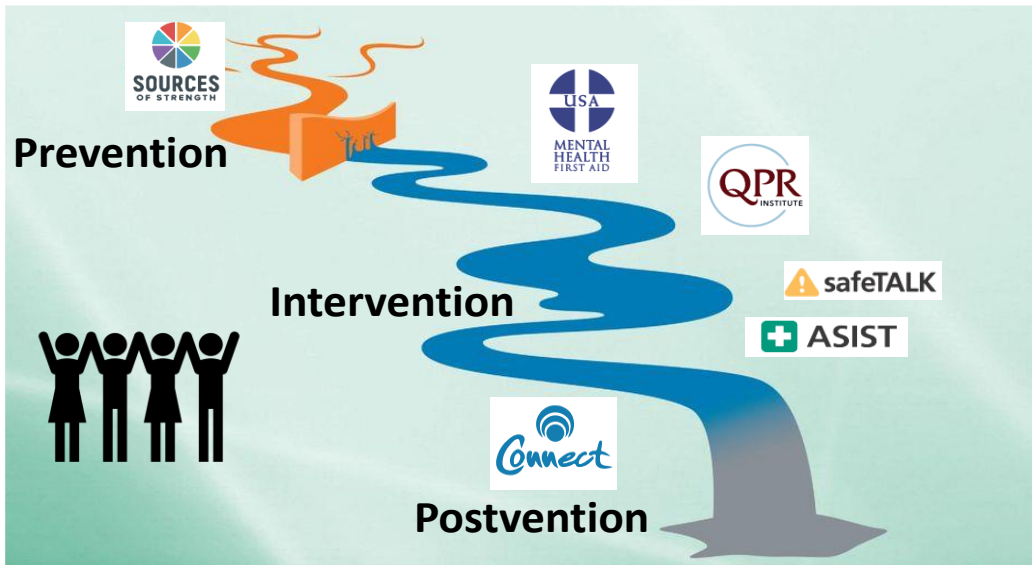 SOURCES
OF STRENGTH
Prevention
USA
MENTAL
HEALTH
FIRST AID
QPR
INSTITUTE
safeTALK
Intervention
ASIST
Connect
Postvention